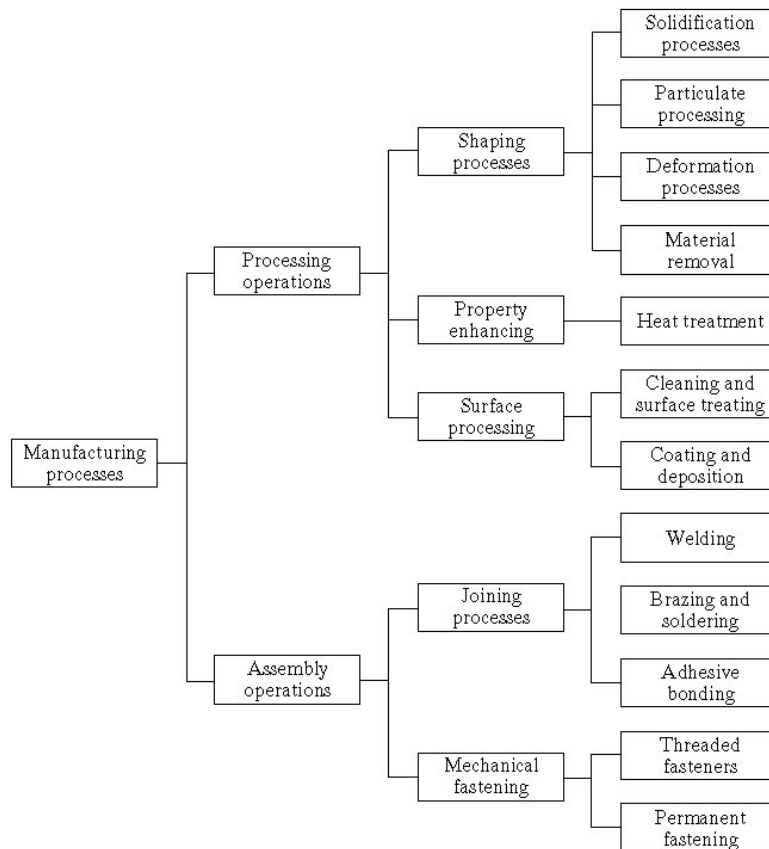 Solidification
processes
Particulate
processing
Shaping
processes
Deformation
processes
Material
removal
Processing
operations
Property
enhancing
Heat treatment
Surface
processing
Cleaning and
surface treating
Coating and
deposition
Manufacturing
processes
Welding
Joining
processes
Brazing and
soldering
Assembly
operations
Adhesive
bonding
Mechanical
fastening
Threaded
fasteners
Permanent
fastening